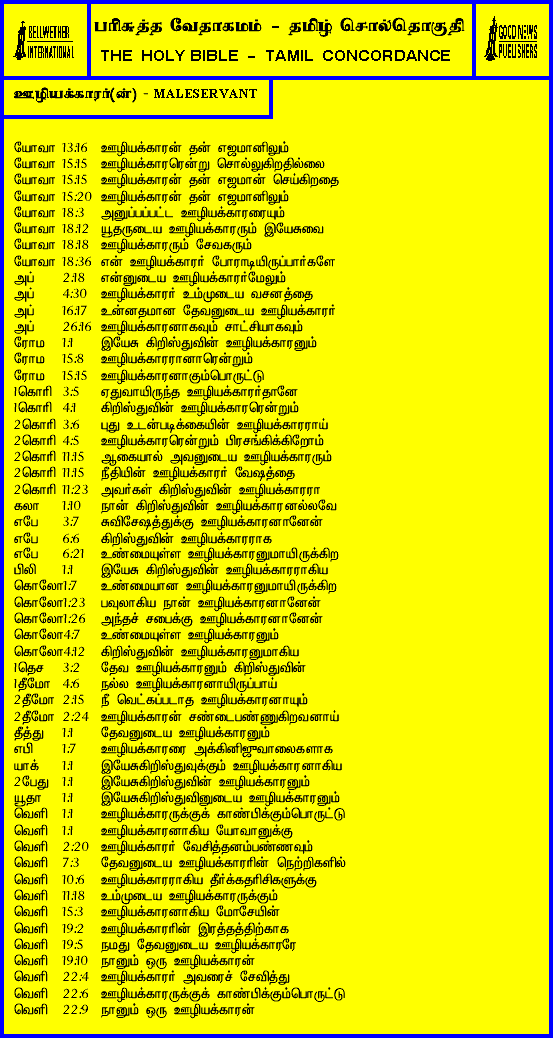 BELLWETHER
INTERNATIONAL
பரிசுத்த வேதாகமம் – தமிழ் சொல்தொகுதி
THE HOLY BIBLE – TAMIL CONCORDANCE
GOOD NEWS
PUBLISHERS
ஊழியக்காரர்(ன்) - MALESERVANT
யோவா 13:16 ஊழியக்காரன் தன் எஜமானிலும்
யோவா 15:15 ஊழியக்காரரென்று சொல்லுகிறதில்லை
யோவா 15:15 ஊழியக்காரன் தன் எஜமான் செய்கிறதை
யோவா 15:20 ஊழியக்காரன் தன் எஜமானிலும்
யோவா 18:3 அனுப்பப்பட்ட ஊழியக்காரரையும்
யோவா 18:12 யூதருடைய ஊழியக்காரரும் இயேசுவை
யோவா 18:18 ஊழியக்காரரும் சேவகரும்
யோவா 18:36 என் ஊழியக்காரர் போராடியிருப்பார்களே
அப் 2:18 என்னுடைய ஊழியக்காரர்மேலும்
அப் 4:30 ஊழியக்காரர் உம்முடைய வசனத்தை
அப் 16:17 உன்னதமான தேவனுடைய ஊழியக்காரர்
அப் 26:16 ஊழியக்காரனாகவும் சாட்சியாகவும்
ரோம 1:1 இயேசு கிறிஸ்துவின் ஊழியக்காரனும்
ரோம 15:8 ஊழியக்காரரானாரென்றும்
ரோம 15:15 ஊழியக்காரனாகும்பொருட்டு
1கொரி 3:5 ஏதுவாயிருந்த ஊழியக்காரர்தானே
1கொரி 4:1 கிறிஸ்துவின் ஊழியக்காரரென்றும்
2கொரி 3:6 புது உடன்படிக்கையின் ஊழியக்காரராய்
2கொரி 4:5 ஊழியக்காரரென்றும் பிரசங்கிக்கிறோம்
2கொரி 11:15 ஆகையால் அவனுடைய ஊழியக்காரரும்
2கொரி 11:15 நீதியின் ஊழியக்காரர் வேஷத்தை
2கொரி 11:23 அவர்கள் கிறிஸ்துவின் ஊழியக்காரரா
கலா 1:10 நான் கிறிஸ்துவின் ஊழியக்காரனல்லவே
எபே 3:7 சுவிசேஷத்துக்கு ஊழியக்காரனானேன்
எபே 6:6 கிறிஸ்துவின் ஊழியக்காரராக
எபே 6:21 உண்மையுள்ள ஊழியக்காரனுமாயிருக்கிற
பிலி 1:1 இயேசு கிறிஸ்துவின் ஊழியக்காரராகிய
கொலோ1:7 உண்மையான ஊழியக்காரனுமாயிருக்கிற
கொலோ1:23 பவுலாகிய நான் ஊழியக்காரனானேன்
கொலோ1:26 அந்தச் சபைக்கு ஊழியக்காரனானேன்
கொலோ4:7 உண்மையுள்ள ஊழியக்காரனும்
கொலோ4:12 கிறிஸ்துவின் ஊழியக்காரனுமாகிய
1தெச 3:2 தேவ ஊழியக்காரனும் கிறிஸ்துவின்
1தீமோ 4:6 நல்ல ஊழியக்காரனாயிருப்பாய்
2தீமோ 2:15 நீ வெட்கப்படாத ஊழியக்காரனாயும்
2தீமோ 2:24 ஊழியக்காரன் சண்டைபண்ணுகிறவனாய்
தீத்து 1:1 தேவனுடைய ஊழியக்காரனும்
எபி 1:7 ஊழியக்காரரை அக்கினிஜுவாலைகளாக
யாக் 1:1 இயேசுகிறிஸ்துவுக்கும் ஊழியக்காரனாகிய
2பேது 1:1 இயேசுகிறிஸ்துவின் ஊழியக்காரனும்
யூதா 1:1 இயேசுகிறிஸ்துவினுடைய ஊழியக்காரனும்
வெளி 1:1 ஊழியக்காரருக்குக் காண்பிக்கும்பொருட்டு
வெளி 1:1 ஊழியக்காரனாகிய யோவானுக்கு
வெளி 2:20 ஊழியக்காரர் வேசித்தனம்பண்ணவும்
வெளி 7:3 தேவனுடைய ஊழியக்காரரின் நெற்றிகளில்
வெளி 10:6 ஊழியக்காரராகிய தீர்க்கதரிசிகளுக்கு
வெளி 11:18 உம்முடைய ஊழியக்காரருக்கும்
வெளி 15:3 ஊழியக்காரனாகிய மோசேயின்
வெளி 19:2 ஊழியக்காரரின் இரத்தத்திற்காக
வெளி 19:5 நமது தேவனுடைய ஊழியக்காரரே
வெளி 19:10 நானும் ஒரு ஊழியக்காரன்
வெளி 22:4 ஊழியக்காரர் அவரைச் சேவித்து
வெளி 22:6 ஊழியக்காரருக்குக் காண்பிக்கும்பொருட்டு
வெளி 22:9 நானும் ஒரு ஊழியக்காரன்